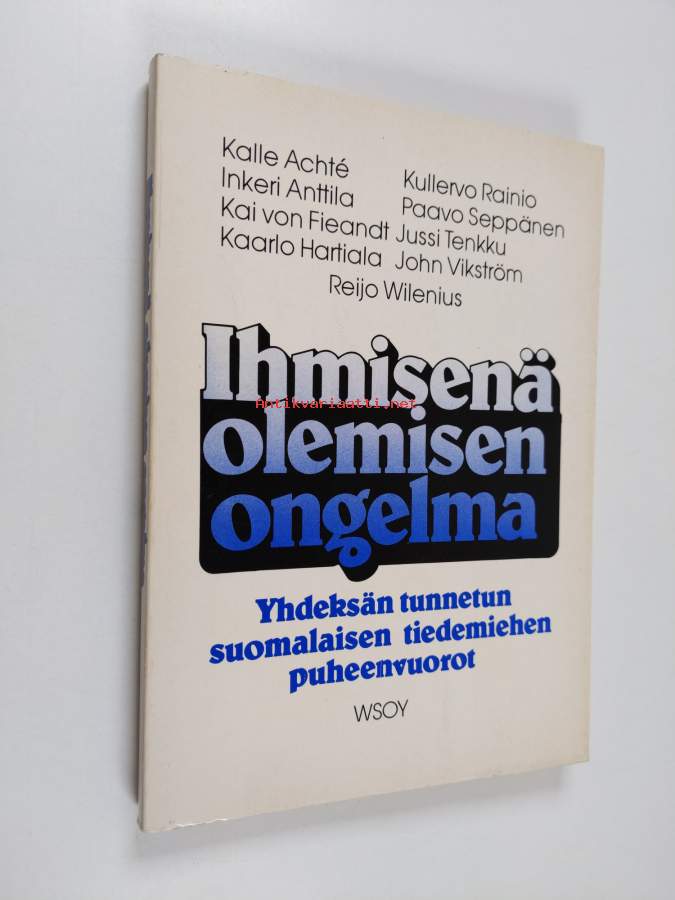 Kalle Achté
Inkeri Anttila
Kai von Fieandt
Kaarlo Hartiala
Kullervo Rainio
Paavo Seppänen
Jussi Tenkku
John Vikström
Reijo Wilenius
Ihmisenä
olemisen
ongelma
Antikvariaatti.net
Yhdeksän tunnetun
suomalaisen tiedemiehen
puheenvuorot
WSOY